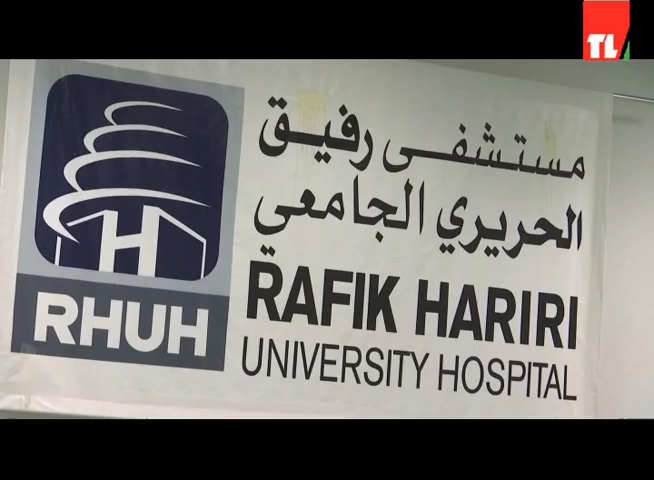 TL
مستشفى رفيق
الحريري الجامعي
H
RHUH
RAFIK HARIRI
UNIVERSITY HOSPITAL